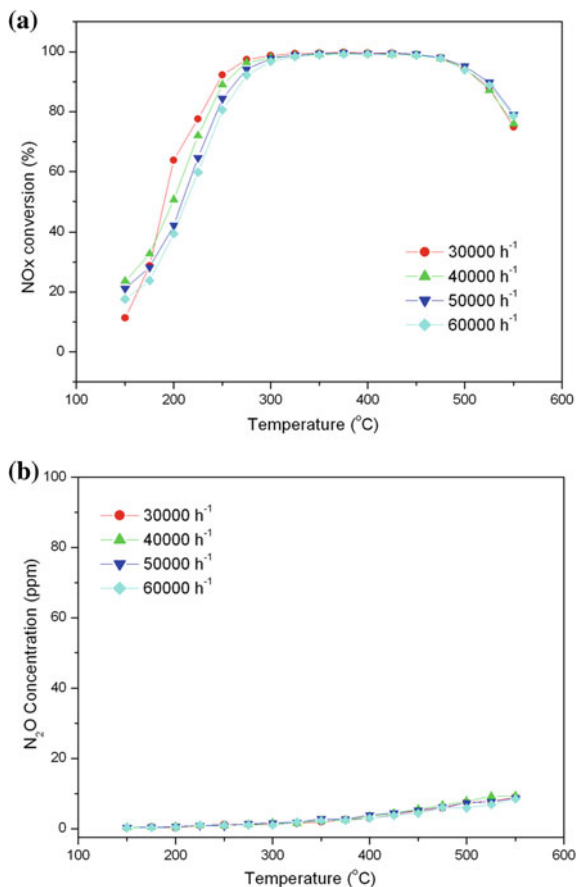 (a)
100
80
60
40
20
0
NOx conversion (%)
30000 h⁻¹
40000 h⁻¹
50000 h⁻¹
60000 h⁻¹
100 200 300 400 500 600
Temperature (°C)
(b)
100
80
60
40
20
0
N₂O Concentration (ppm)
30000 h⁻¹
40000 h⁻¹
50000 h⁻¹
60000 h⁻¹
100 200 300 400 500 600
Temperature (°C)